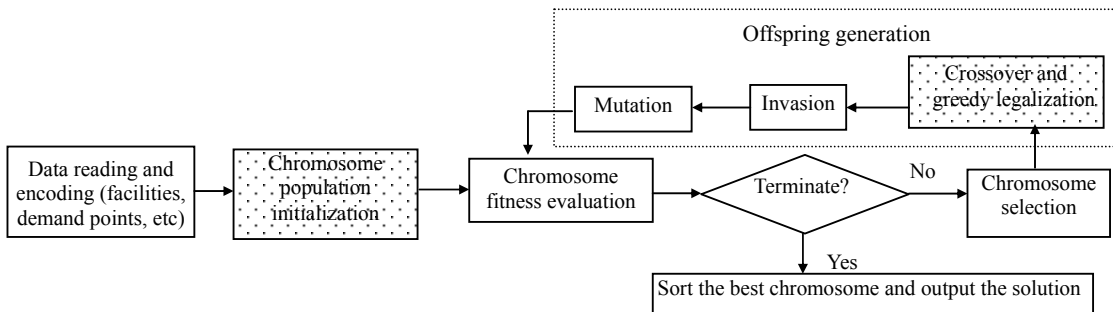 Offspring generation
Crossover and
greedy legalization
Invasion
Mutation
Data reading and
encoding (facilities,
demand points, etc)
Chromosome
population
initialization
Chromosome
fitness evaluation
Terminate?
No
Chromosome
selection
Yes
Sort the best chromosome and output the solution